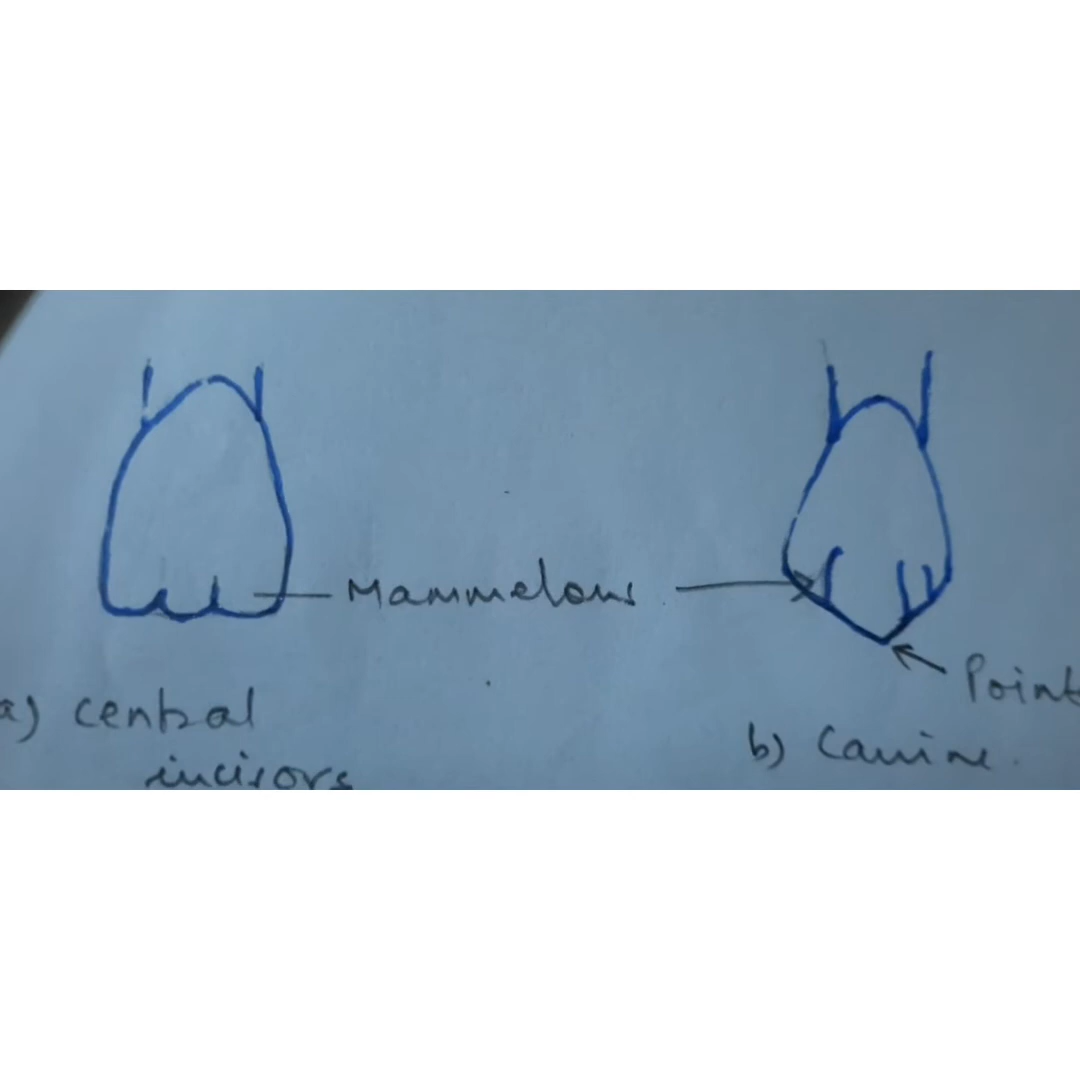 Mammelons
Point
a) central
incisors
b) Canine.